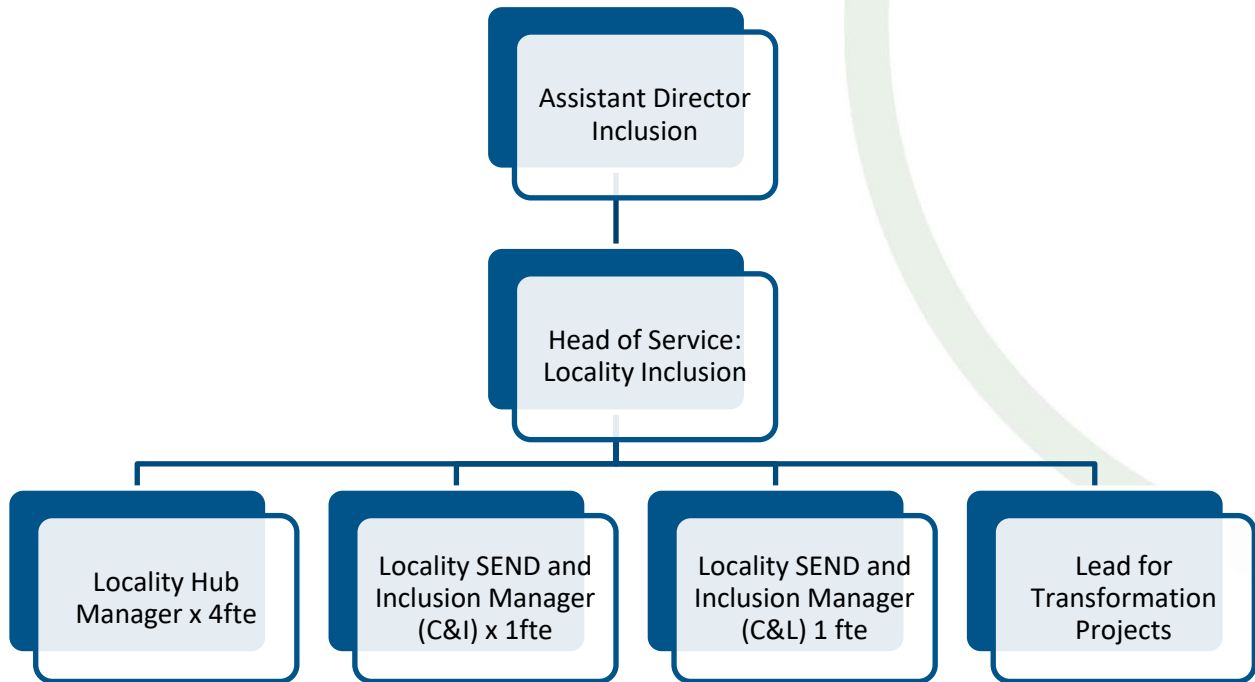 Assistant Director
Inclusion
Head of Service:
Locality Inclusion
Locality Hub
Manager x 4fte
Locality SEND and
Inclusion Manager
(C&I) x 1fte
Locality SEND and
Inclusion Manager
(C&L) 1 fte
Lead for
Transformation
Projects